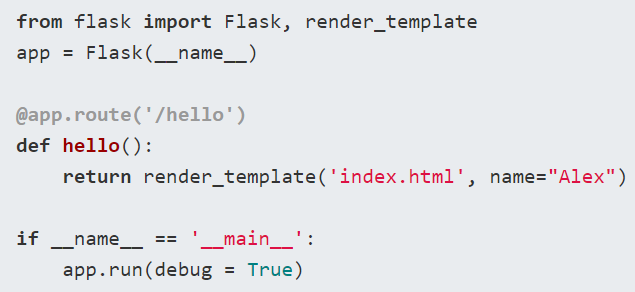 from flask import Flask, render_template
app = Flask(__name__)

@app.route('/hello')
def hello():
    return render_template('index.html', name="Alex")

if __name__ == '__main__':
    app.run(debug = True)